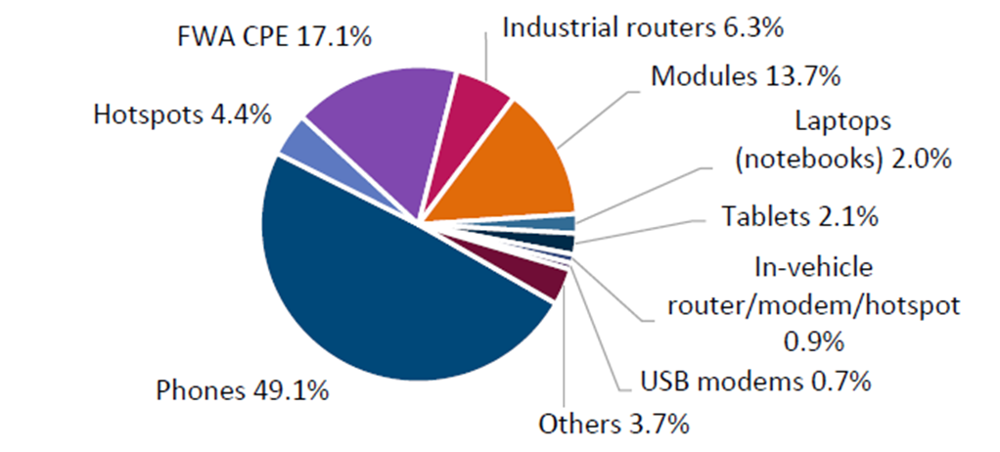 Industrial routers 6.3%
FWA CPE 17.1%
Modules 13.7%
Hotspots 4.4%
Laptops
(notebooks) 2.0%
Tablets 2.1%
In-vehicle
router/modem/hotspot
0.9%
USB modems 0.7%
Phones 49.1%
Others 3.7%